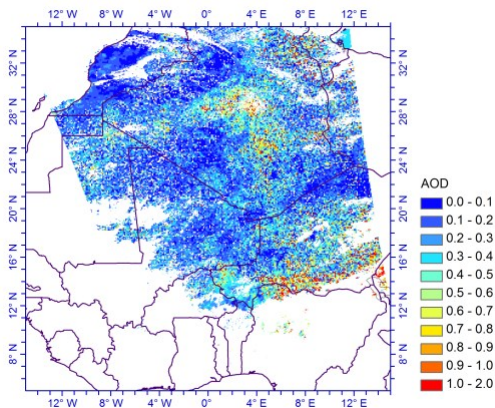 12° W 8° W 4° W 0° E 4° E 8° E 12° E
32° N 32° N
28° N 28° N
24° N 24° N
20° N 20° N
16° N 16° N
12° N 12° N
8° N 8° N
12° W 8° W 4° W 0° E 4° E 8° E 12° E
AOD
0.0 - 0.1
0.1 - 0.2
0.2 - 0.3
0.3 - 0.4
0.4 - 0.5
0.5 - 0.6
0.6 - 0.7
0.7 - 0.8
0.8 - 0.9
0.9 - 1.0
1.0 - 2.0